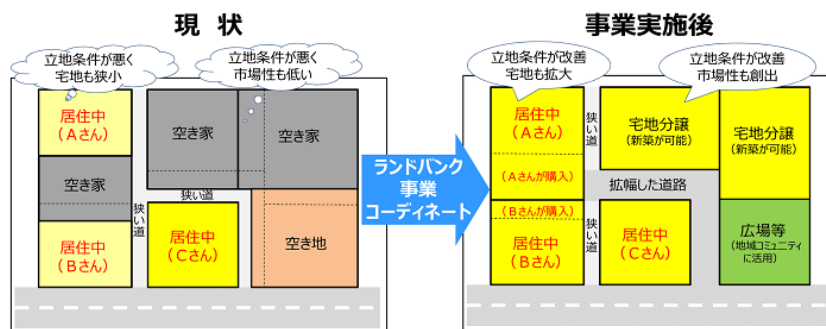 現 状
立地条件が悪く
宅地も狭小
立地条件が悪く
市場性も低い
居住中
（Aさん）
空き家
空き家
空き家
狭い道
狭い道
居住中
（Bさん）
居住中
（Cさん）
空き地
ランドバンク
事業
コーディネート
事業実施後
立地条件が改善
宅地も拡大
立地条件が改善
市場性も創出
居住中
（Aさん）
（Aさんが購入）
狭い道
宅地分譲
（新築が可能）
宅地分譲
（新築が可能）
拡幅した道路
（Bさんが購入）
居住中
（Bさん）
狭い道
居住中
（Cさん）
広場等
（地域コミュニティ
に活用）